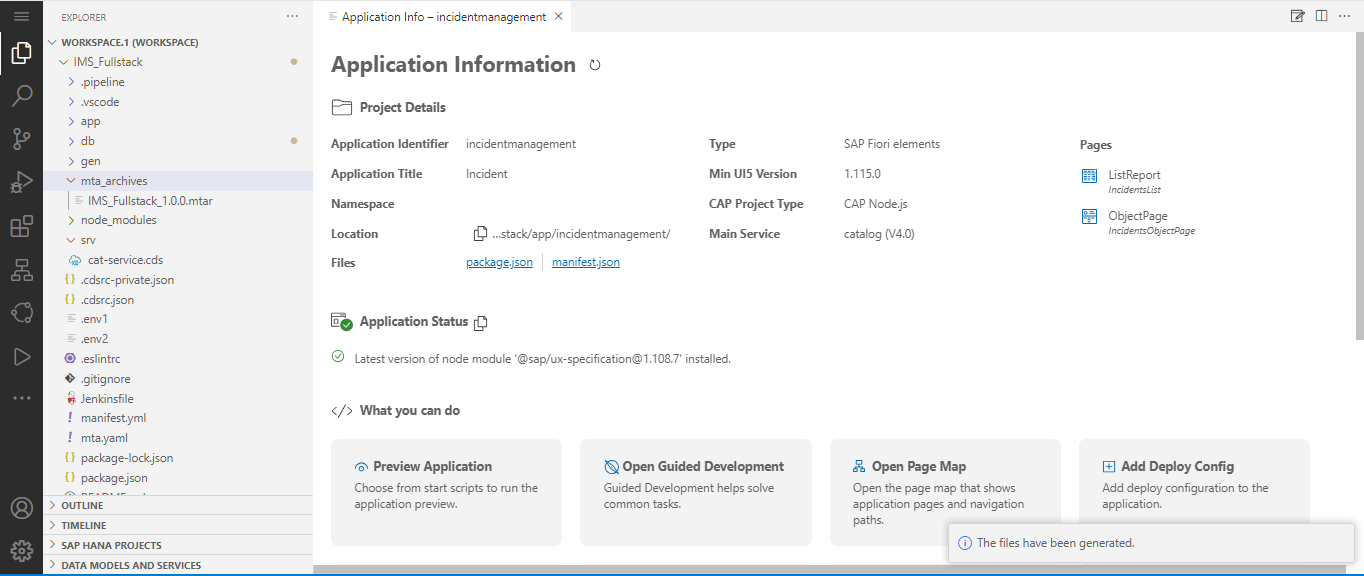 EXPLORER
WORKSPACE.1 (WORKSPACE)
IMS_Fullstack
.pipeline
.vscode
app
db
gen
mta_archives
IMS_Fullstack_1.0.0.mtar
node_modules
srv
cat-service.cds
.cdsrc-private.json
.cdsrc.json
.env1
.env2
.eslintrc
.gitignore
Jenkinsfile
manifest.yml
mta.yaml
package-lock.json
package.json
OUTLINE
TIMELINE
SAP HANA PROJECTS
DATA MODELS AND SERVICES
Application Info – incidentmanagement
Application Information
Project Details
Application Identifier incidentmanagement
Application Title Incident
Namespace
Location ...stack/app/incidentmanagement/
Files package.json manifest.json
Type SAP Fiori elements
Min UI5 Version 1.115.0
CAP Project Type CAP Node.js
Main Service catalog (V4.0)
Pages
ListReport
IncidentsList
ObjectPage
IncidentsObjectPage
Application Status
Latest version of node module '@sap/ux-specification@1.108.7' installed.
What you can do
Preview Application
Choose from start scripts to run the
application preview.
Open Guided Development
Guided Development helps solve
common tasks.
Open Page Map
Open the page map that shows
application pages and navigation
paths.
Add Deploy Config
Add deploy configuration to the
application.
The files have been generated.